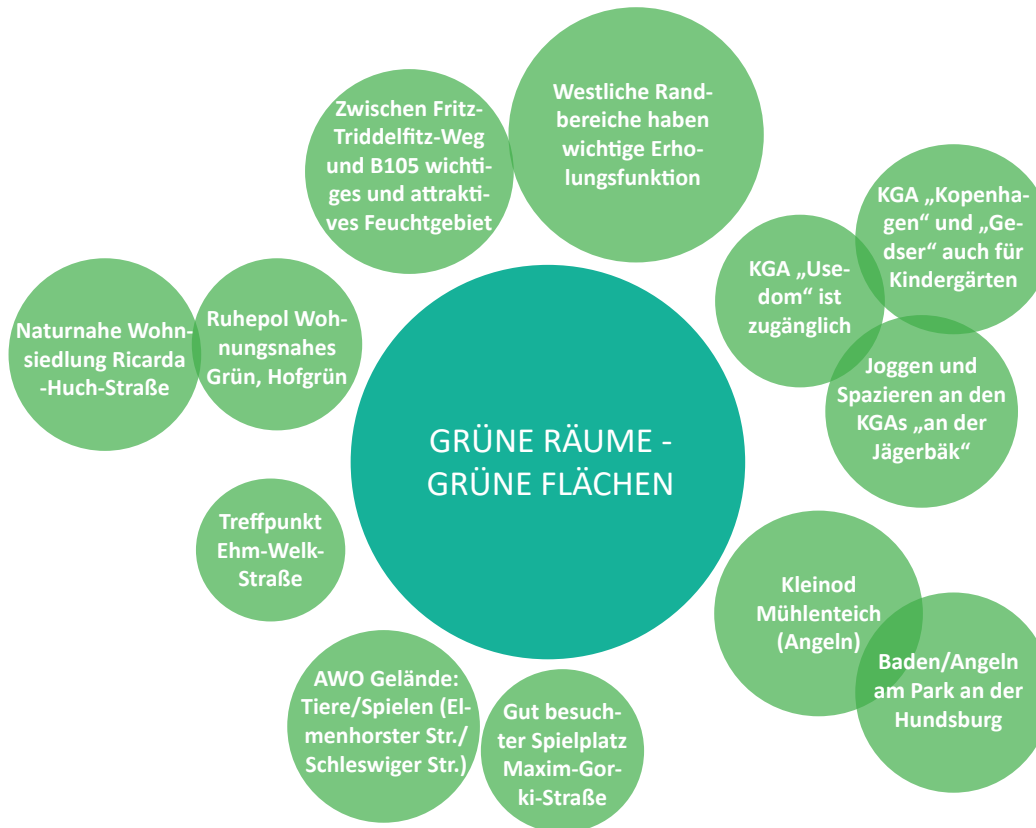 Zwischen Fritz-
Triddelfitz-Weg
und B105 wichti-
ges und attrakti-
ves Feuchtgebiet
Westliche Rand-
bereiche haben
wichtige Erho-
lungsfunktion
KGA „Kopenha-
gen“ und „Ge-
dser“ auch für
Kindergärten
KGA „Use-
dom“ ist
zugänglich
Joggen und
Spazieren an den
KGAs „an der
Jägerbäk“
Naturnahe Wohn-
siedlung Ricarda
-Huch-Straße
Ruhepol Woh-
nungsnahes
Grün, Hofgrün
GRÜNE RÄUME -
GRÜNE FLÄCHEN
Treffpunkt
Ehm-Welk-
Straße
Kleinod
Mühlenteich
(Angeln)
Baden/Angeln
am Park an der
Hundsburg
AWO Gelände:
Tiere/Spielen (El-
menhorster Str./
Schleswiger Str.)
Gut besuch-
ter Spielplatz
Maxim-Gor-
ki-Straße